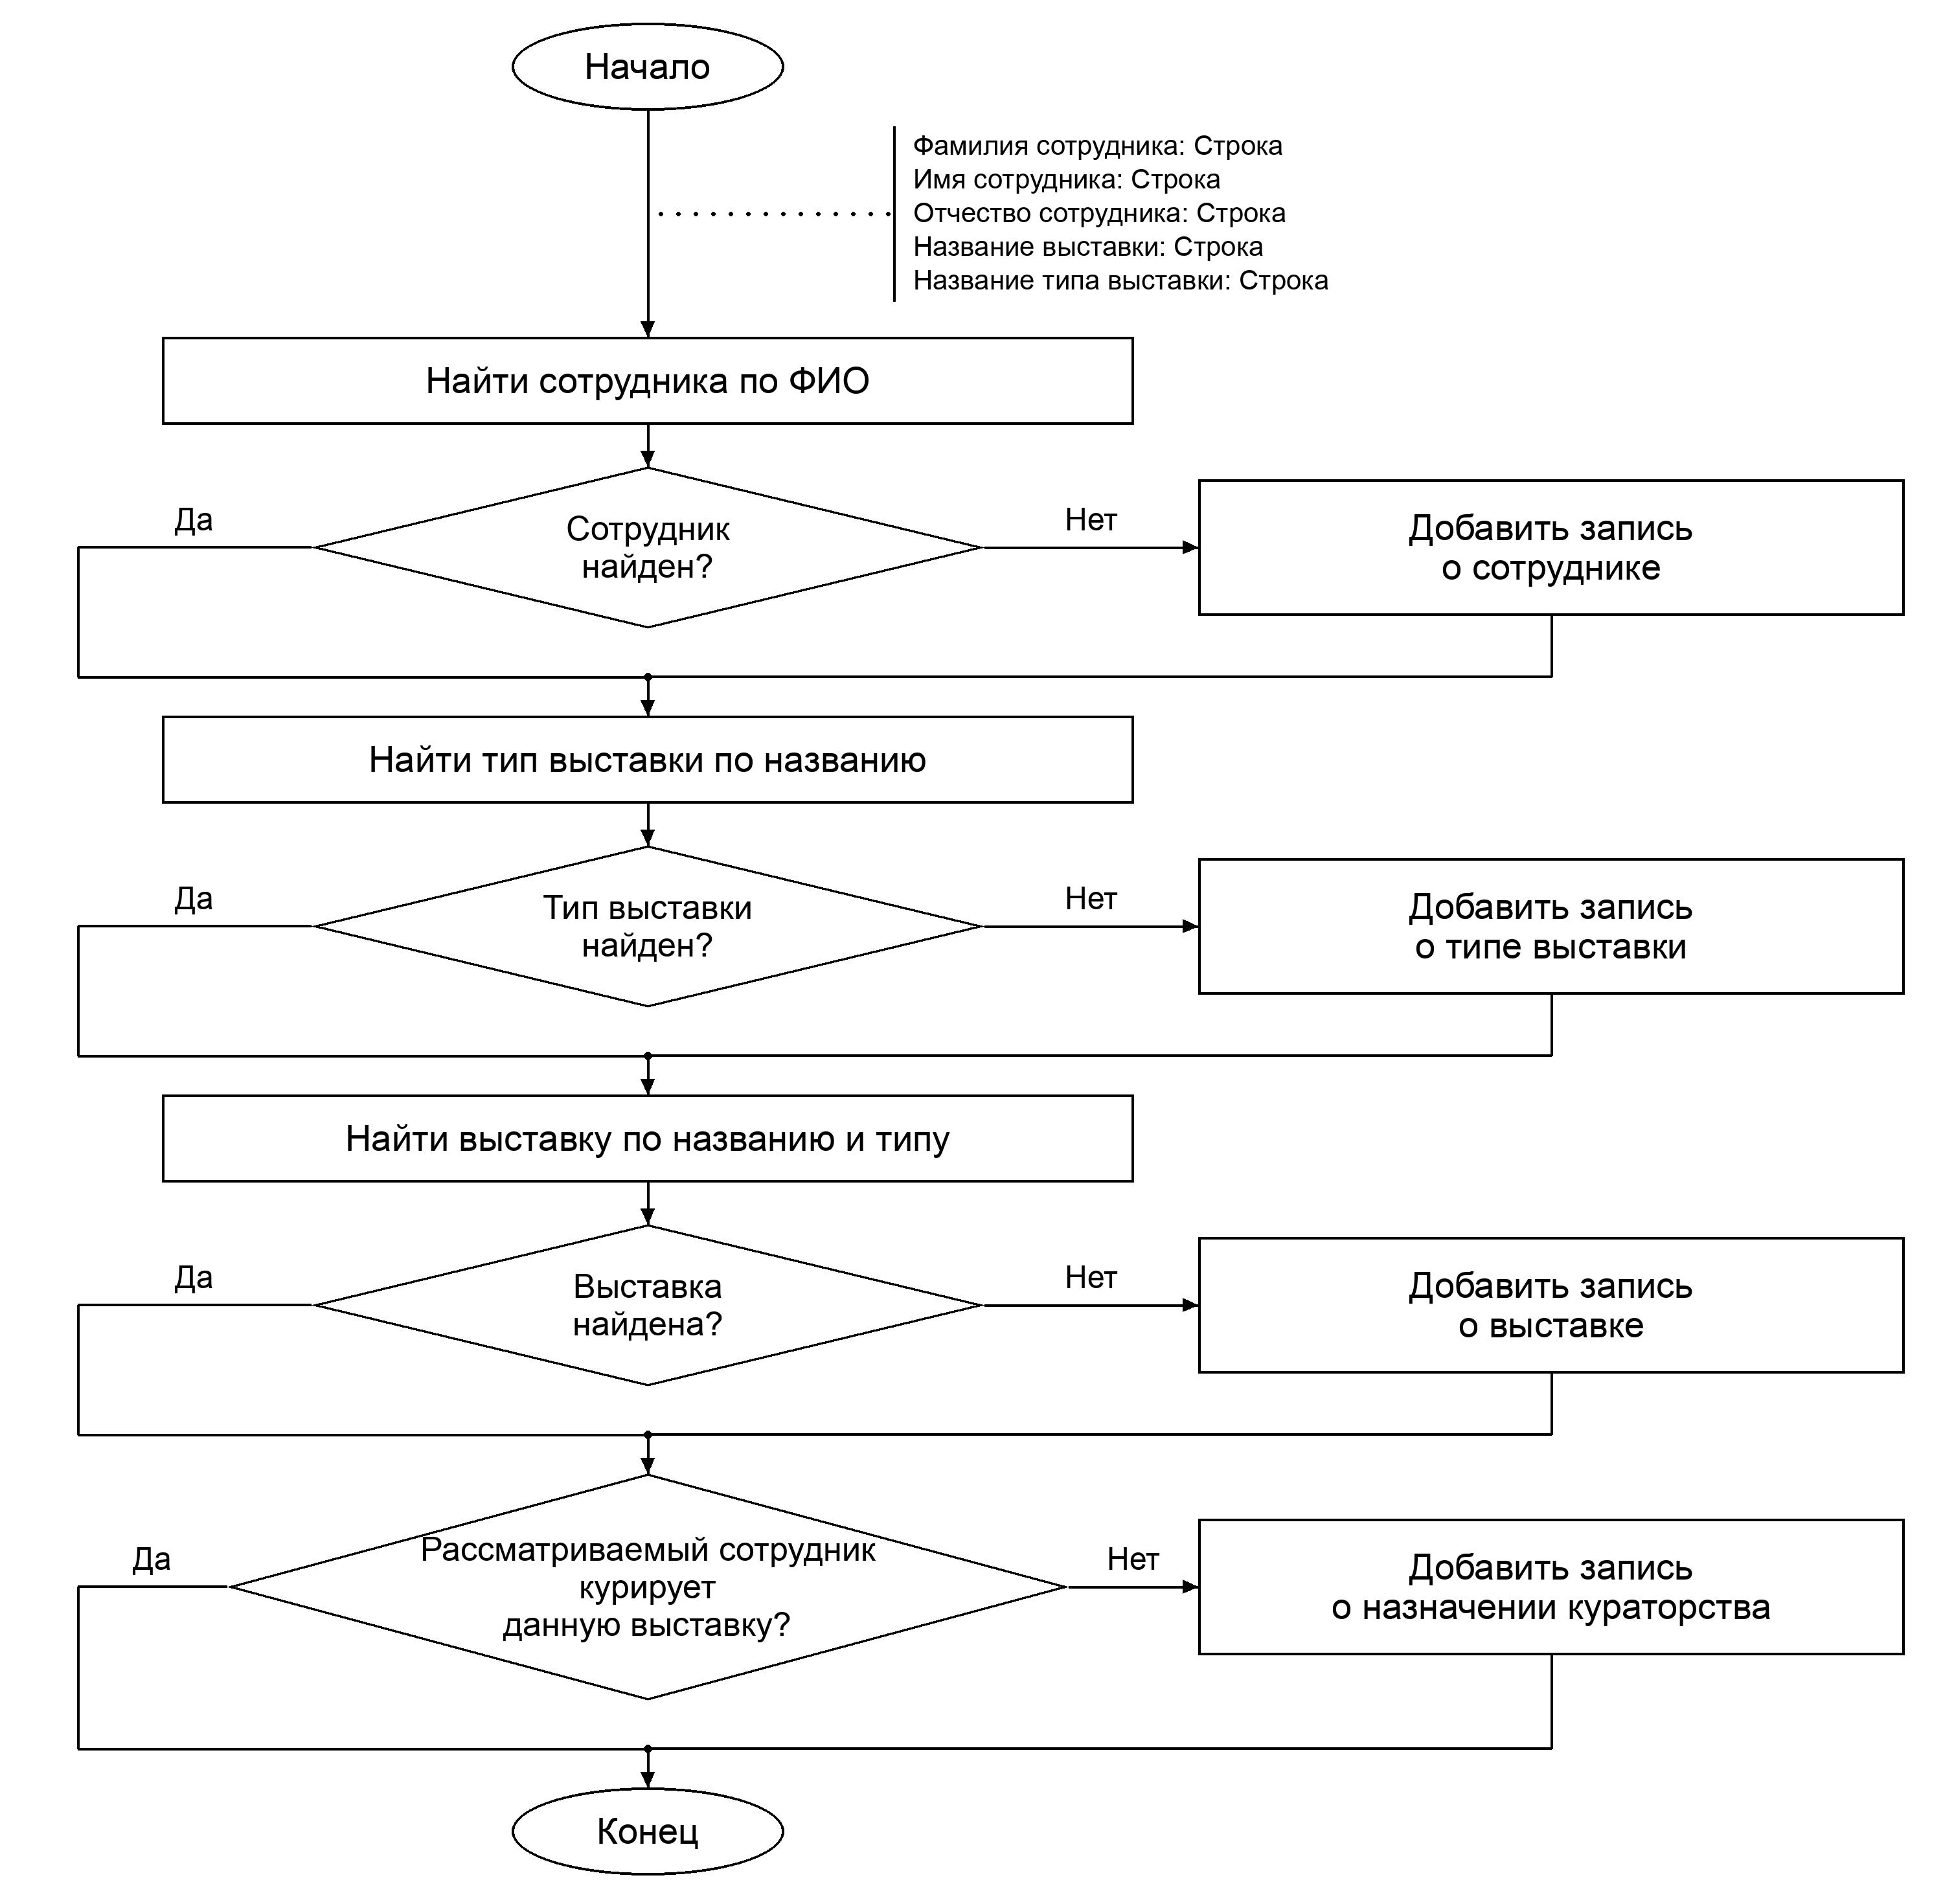 Начало
Фамилия сотрудника: Строка
Имя сотрудника: Строка
Отчество сотрудника: Строка
Название выставки: Строка
Название типа выставки: Строка
Найти сотрудника по ФИО
Да
Сотрудник
найден?
Нет
Добавить запись
о сотруднике
Найти тип выставки по названию
Да
Тип выставки
найден?
Нет
Добавить запись
о типе выставки
Найти выставку по названию и типу
Да
Выставка
найдена?
Нет
Добавить запись
о выставке
Да
Рассматриваемый сотрудник
курирует
данную выставку?
Нет
Добавить запись
о назначении кураторства
Конец